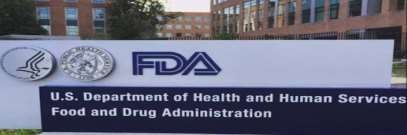 FDA
U.S. Department of Health and Human Services
Food and Drug Administration